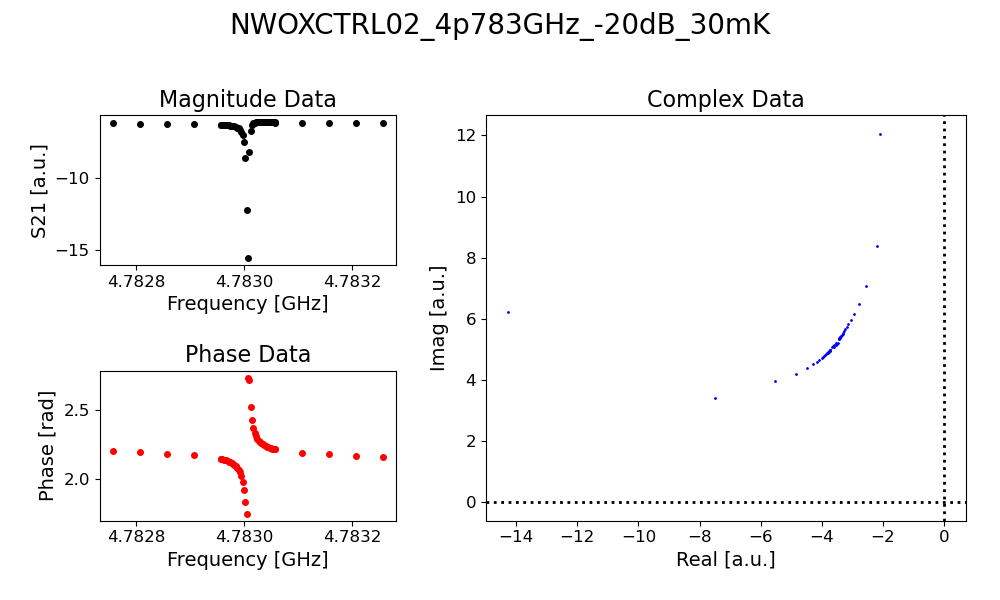 NWOXCTRL02_4p783GHz_-20dB_30mK
Magnitude Data
S21 [a.u.]
−10
−15
4.7828 4.7830 4.7832
Frequency [GHz]
Phase Data
Phase [rad]
2.5
2.0
4.7828 4.7830 4.7832
Frequency [GHz]
Complex Data
Imag [a.u.]
12
10
8
6
4
2
0
−14 −12 −10 −8 −6 −4 −2 0
Real [a.u.]